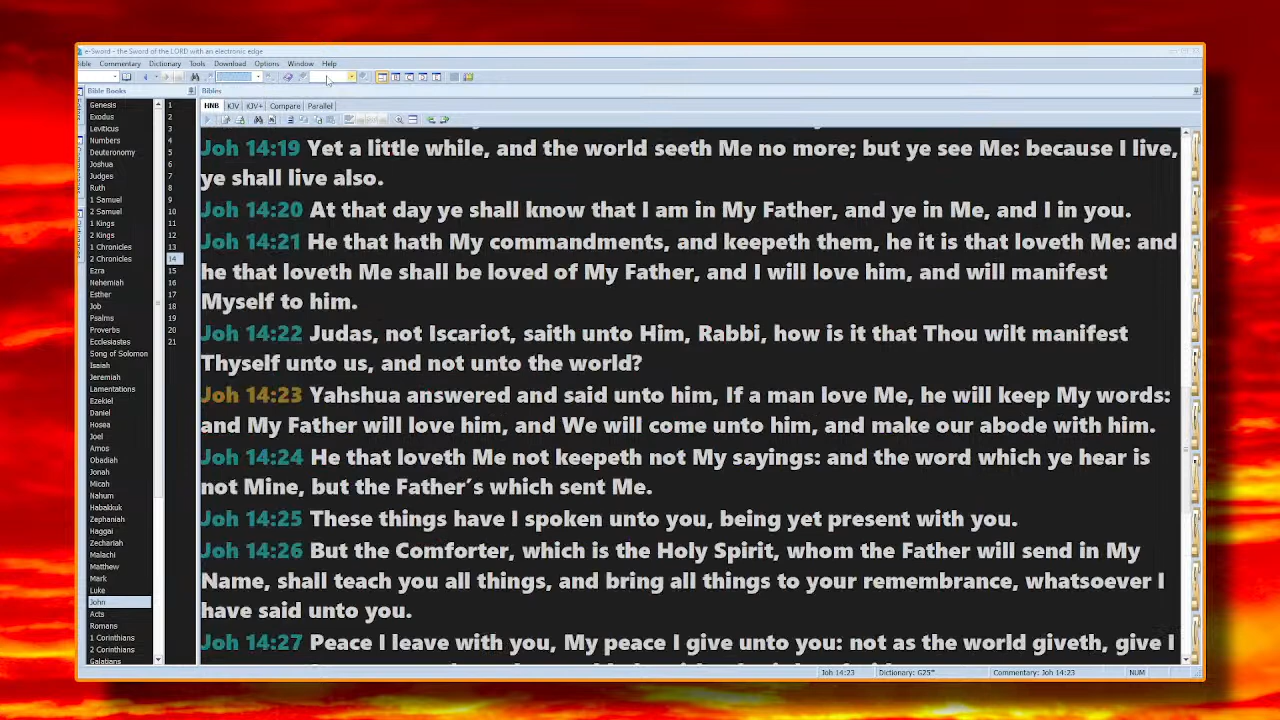 e-Sword - the Sword of the LORD with an electronic edge
ible Commentary Dictionary Tools Download Options Window Help
Bible Books
Bibles
HNB KJV KJV+ Compare Parallel
Genesis 1
Exodus 2
Leviticus 3
Numbers 4
Deuteronomy 5
Joshua 6
Judges 7
Ruth 8
1 Samuel 9
2 Samuel 10
1 Kings 11
2 Kings 12
1 Chronicles 13
2 Chronicles 14
Ezra 15
Nehemiah 16
Esther 17
Job 18
Psalms 19
Proverbs 20
Ecclesiastes 21
Song of Solomon
Isaiah
Jeremiah
Lamentations
Ezekiel
Daniel
Hosea
Joel
Amos
Obadiah
Jonah
Micah
Nahum
Habakkuk
Zephaniah
Haggai
Zechariah
Malachi
Matthew
Mark
Luke
John
Acts
Romans
1 Corinthians
2 Corinthians
Galatians
Joh 14:19 Yet a little while, and the world seeth Me no more; but ye see Me: because I live,
ye shall live also.
Joh 14:20 At that day ye shall know that I am in My Father, and ye in Me, and I in you.
Joh 14:21 He that hath My commandments, and keepeth them, he it is that loveth Me: and
he that loveth Me shall be loved of My Father, and I will love him, and will manifest
Myself to him.
Joh 14:22 Judas, not Iscariot, saith unto Him, Rabbi, how is it that Thou wilt manifest
Thyself unto us, and not unto the world?
Joh 14:23 Yahshua answered and said unto him, If a man love Me, he will keep My words:
and My Father will love him, and We will come unto him, and make our abode with him.
Joh 14:24 He that loveth Me not keepeth not My sayings: and the word which ye hear is
not Mine, but the Father’s which sent Me.
Joh 14:25 These things have I spoken unto you, being yet present with you.
Joh 14:26 But the Comforter, which is the Holy Spirit, whom the Father will send in My
Name, shall teach you all things, and bring all things to your remembrance, whatsoever I
have said unto you.
Joh 14:27 Peace I leave with you, My peace I give unto you: not as the world giveth, give I
Joh 14:23 Dictionary: G25** Commentary: Joh 14:23 NUM